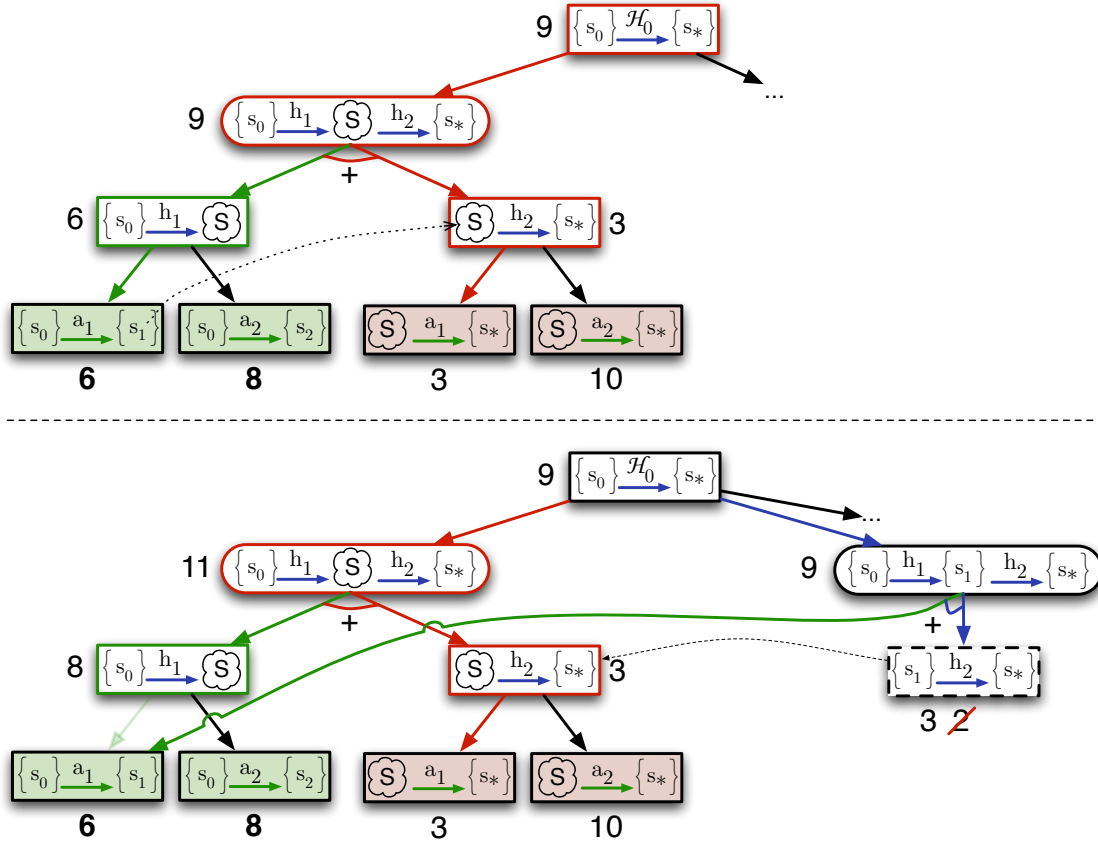 9 {s₀} ℋ₀ {s*}
...
9 {s₀} h₁ S h₂ {s*}
+
6 {s₀} h₁ S
S h₂ {s*} 3
{s₀} a₁ {s₁}
{s₀} a₂ {s₂}
S a₁ {s*}
S a₂ {s*}
6 8 3 10
9 {s₀} ℋ₀ {s*}
...
11 {s₀} h₁ S h₂ {s*}
9 {s₀} h₁ {s₁} h₂ {s*}
+ +
8 {s₀} h₁ S
S h₂ {s*} 3
{s₁} h₂ {s*}
3 2
{s₀} a₁ {s₁}
{s₀} a₂ {s₂}
S a₁ {s*}
S a₂ {s*}
6 8 3 10